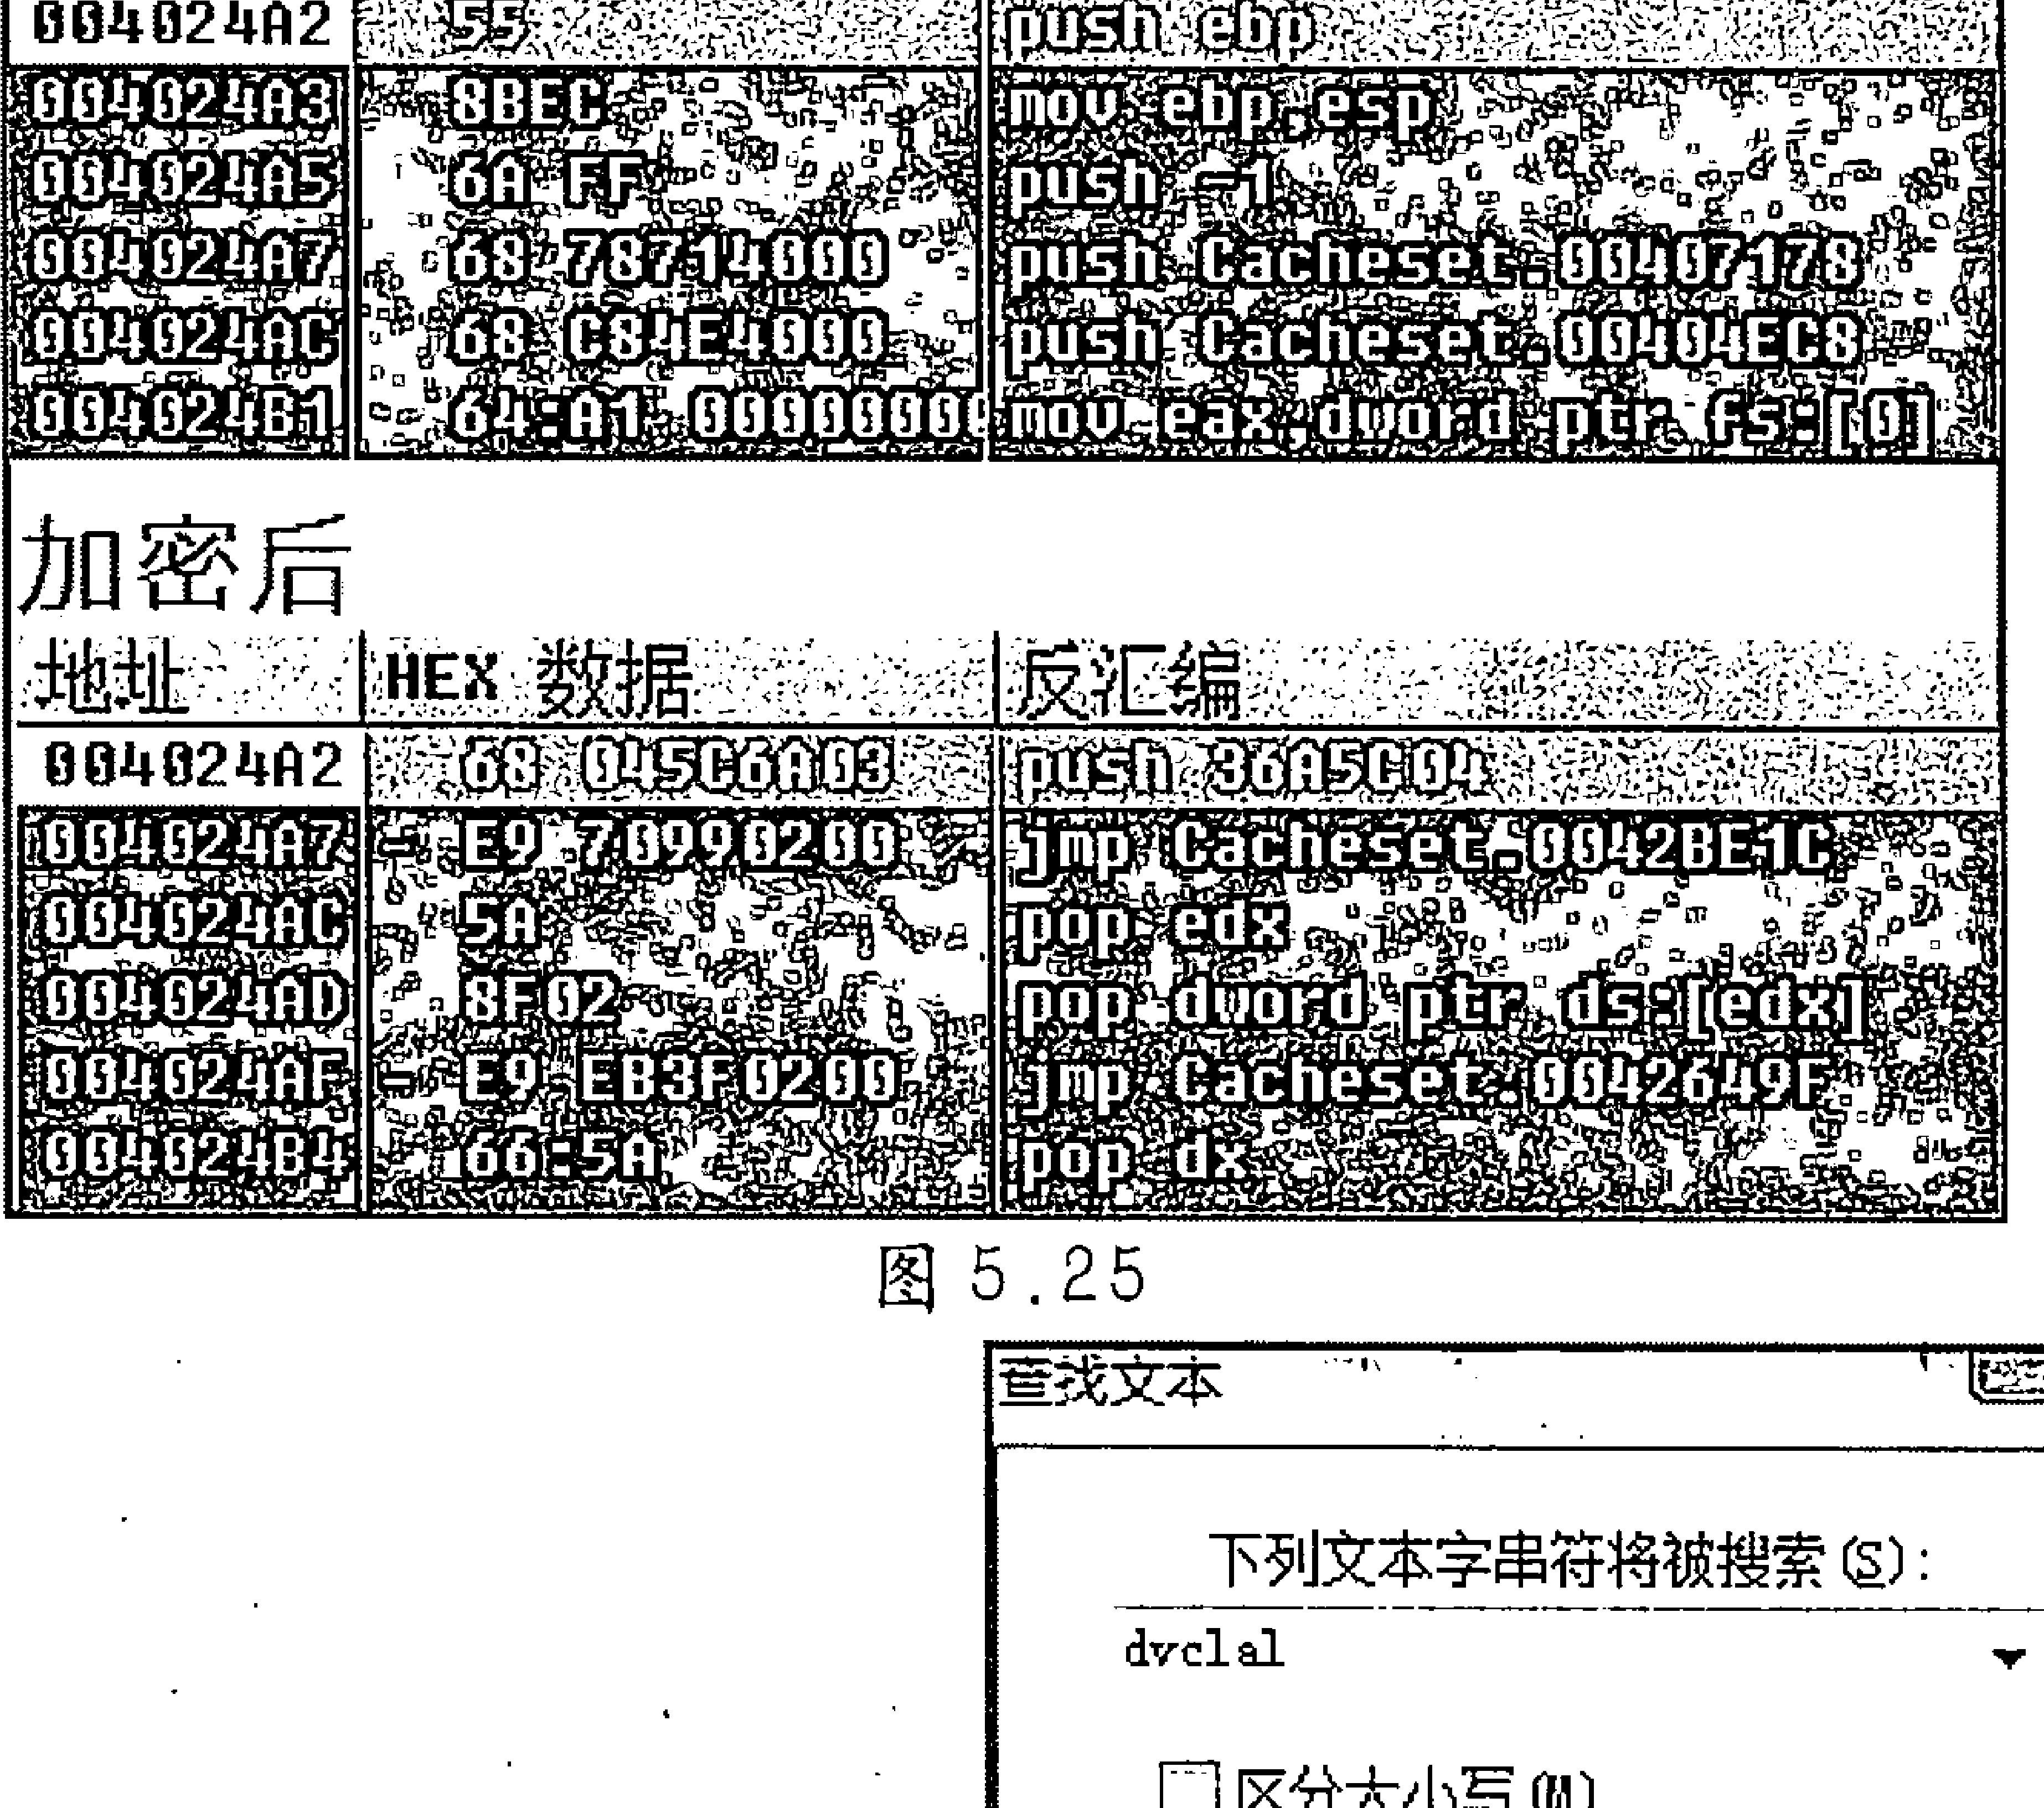 004024A2 55 push ebp
004024A3 8BEC mov ebp,esp
004024A5 6A FF push -1
004024A7 68 78714000 push Cacheset.00407178
004024AC 68 C84E4000 push Cacheset.00404EC8
004024B1 64:A1 00000000 mov eax,dword ptr fs:[0]
加密后
地址 HEX 数据 反汇编
004024A2 68 045C6A03 push 36A5C04
004024A7 - E9 70990200 jmp Cacheset.0042BE1C
004024AC 5A pop edx
004024AD 8F02 pop dword ptr ds:[edx]
004024AF - E9 EB3F0200 jmp Cacheset.0042649F
004024B4 66:5A pop dx
图 5.25
查找文本
下列文本字串符将被搜索(S):
dvclal
区分大小写(M)